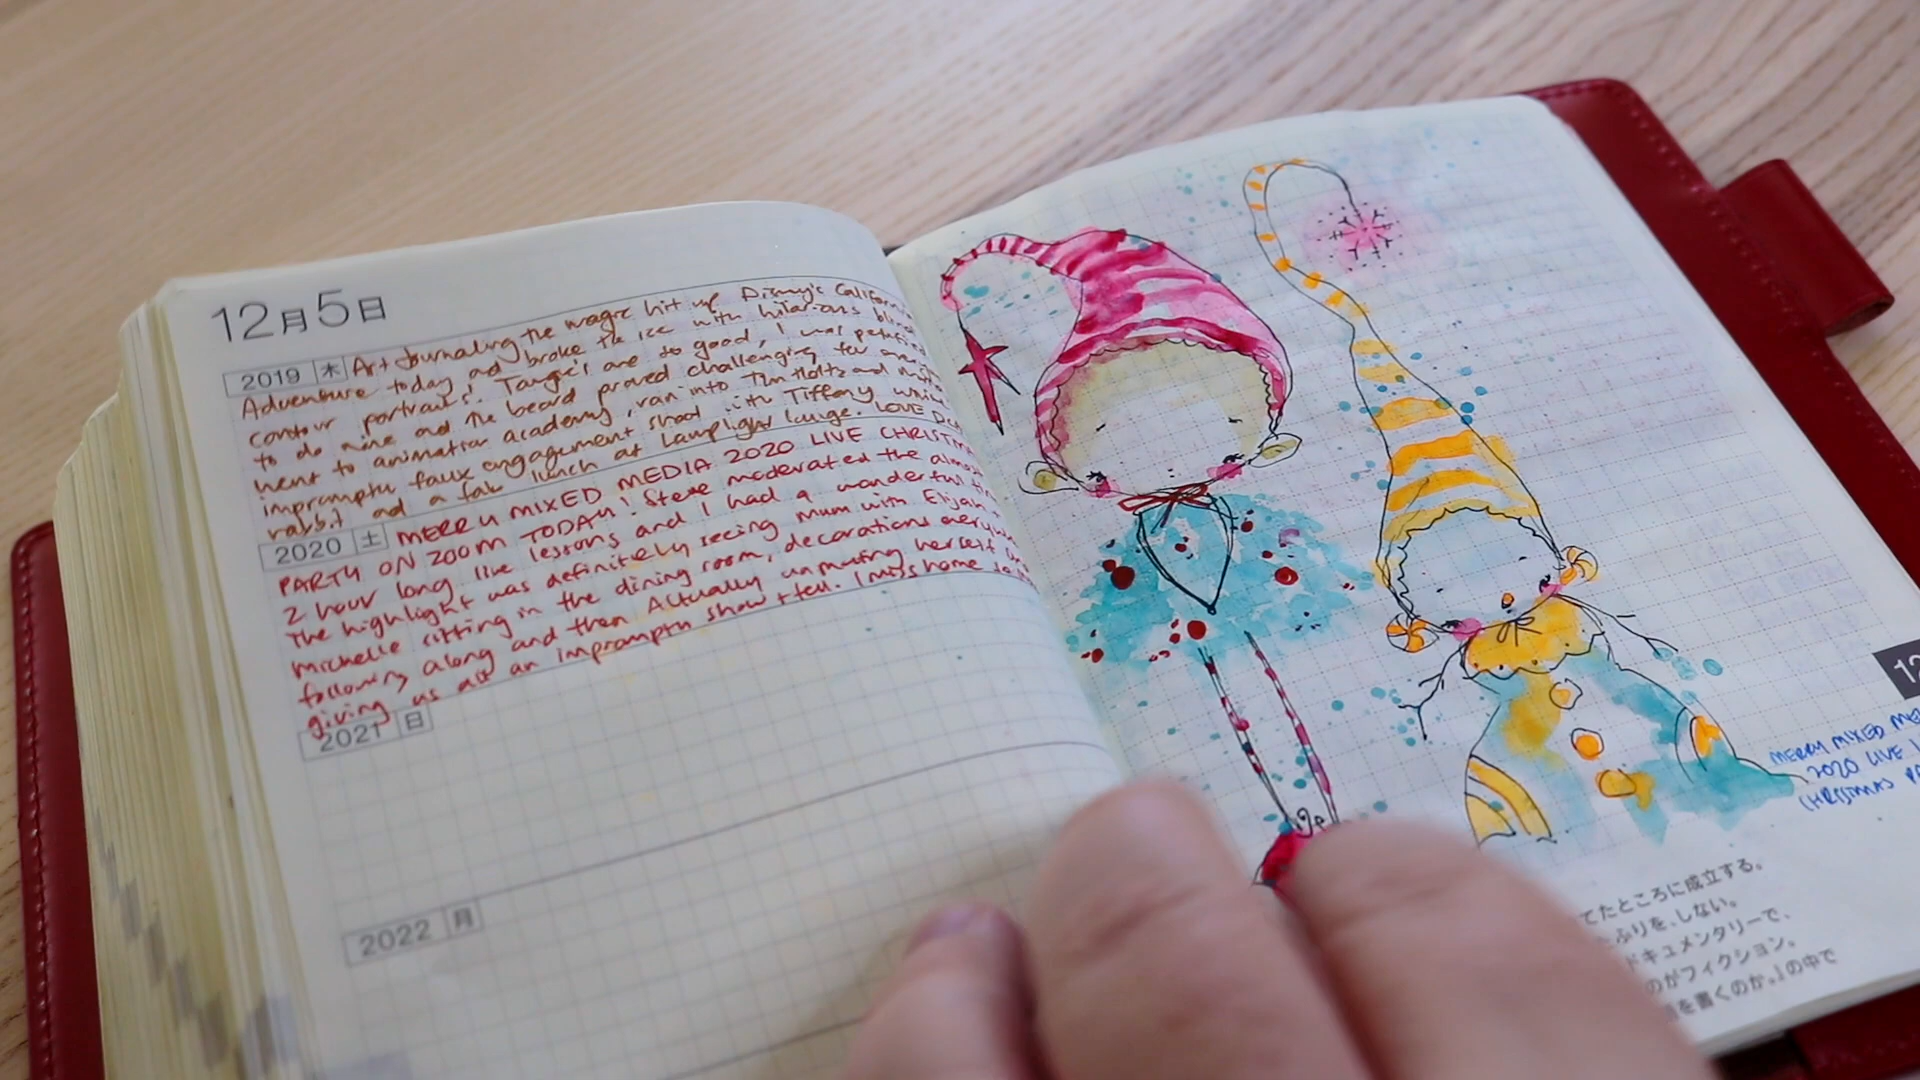 12月5日
2019 木 Art Journaling the magic hit up Disney's
Adventure today and broke the ice with hilarious
contour portraits. Tangie's are so good, I was
to do mine and the beard proved challenging for
went to animation academy, ran into Tim Holtz and
impromptu faux engagement shoot with Tiffany
rabbit and a fab lunch at Lamplight lounge. LOVE
2020 土 MERRY MIXED MEDIA 2020 LIVE
PARTY ON ZOOM TODAY! Steve moderated the
2 hour long live lessons and I had a wonderful
The highlight was definitely seeing Mum with Elijah
Michelle sitting in the dining room, decorations
following along and then Actually unmuting herself
giving us all an impromptu show + tell. I miss home
2021 日
2022 月
MERRY MIXED
2020 LIVE
CHRISTMAS
てたところに成立する。
ふりを、しない。
ドキュメンタリーで、
のがフィクション。
を書くのか。』の中で